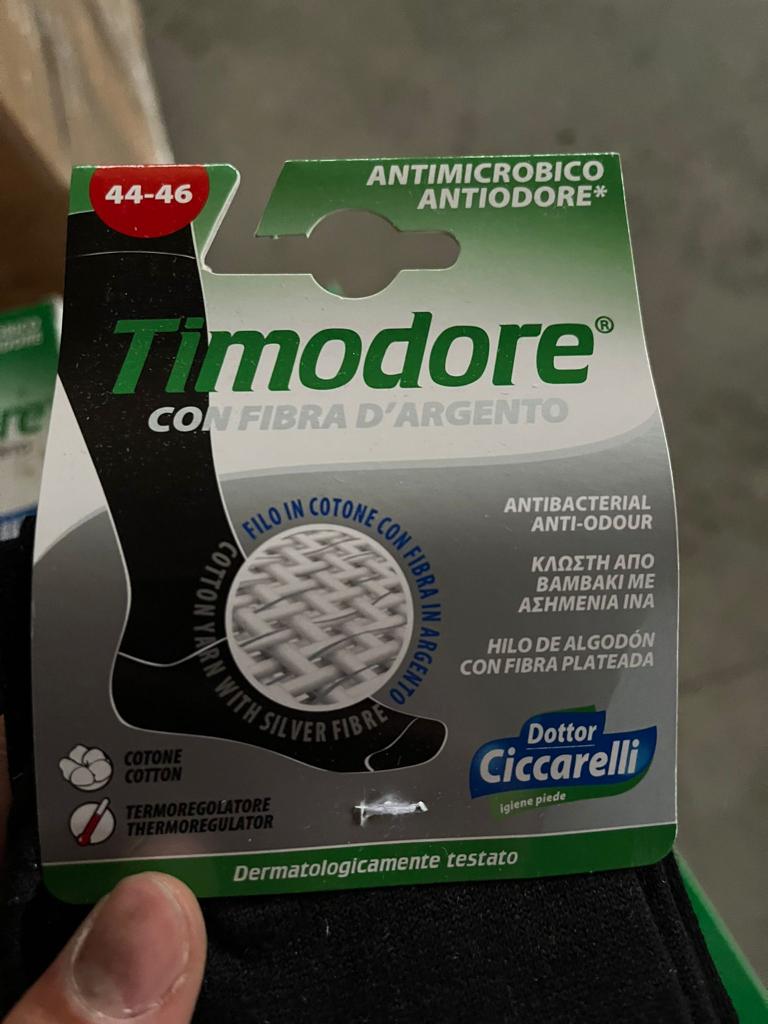 44-46
ANTIMICROBICO
ANTIODORE*
Timodore®
CON FIBRA D'ARGENTO
FILO IN COTONE CON FIBRA IN ARGENTO
COTTON YARN WITH SILVER FIBRE
ANTIBACTERIAL
ANTI-ODOUR
ΚΛΩΣΤΗ ΑΠΟ
ΒΑΜΒΑΚΙ ΜΕ
ΑΣΗΜΕΝΙΑ ΙΝΑ
HILO DE ALGODÓN
CON FIBRA PLATEADA
Dottor
Ciccarelli
igiene piede
COTONE
COTTON
TERMOREGOLATORE
THERMOREGULATOR
Dermatologicamente testato
re